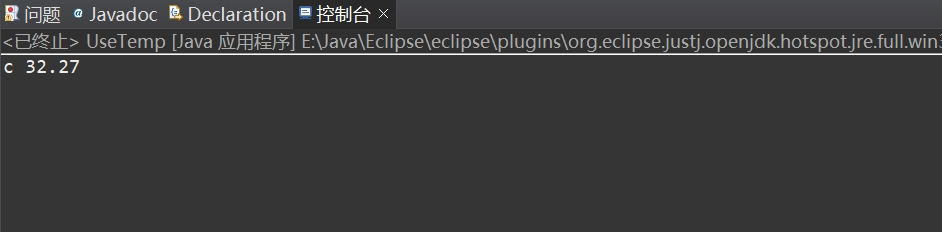 问题 Javadoc Declaration 控制台
<已终止> UseTemp [Java 应用程序] E:\Java\Eclipse\eclipse\plugins\org.eclipse.justj.openjdk.hotspot.jre.full.win3
c 32.27